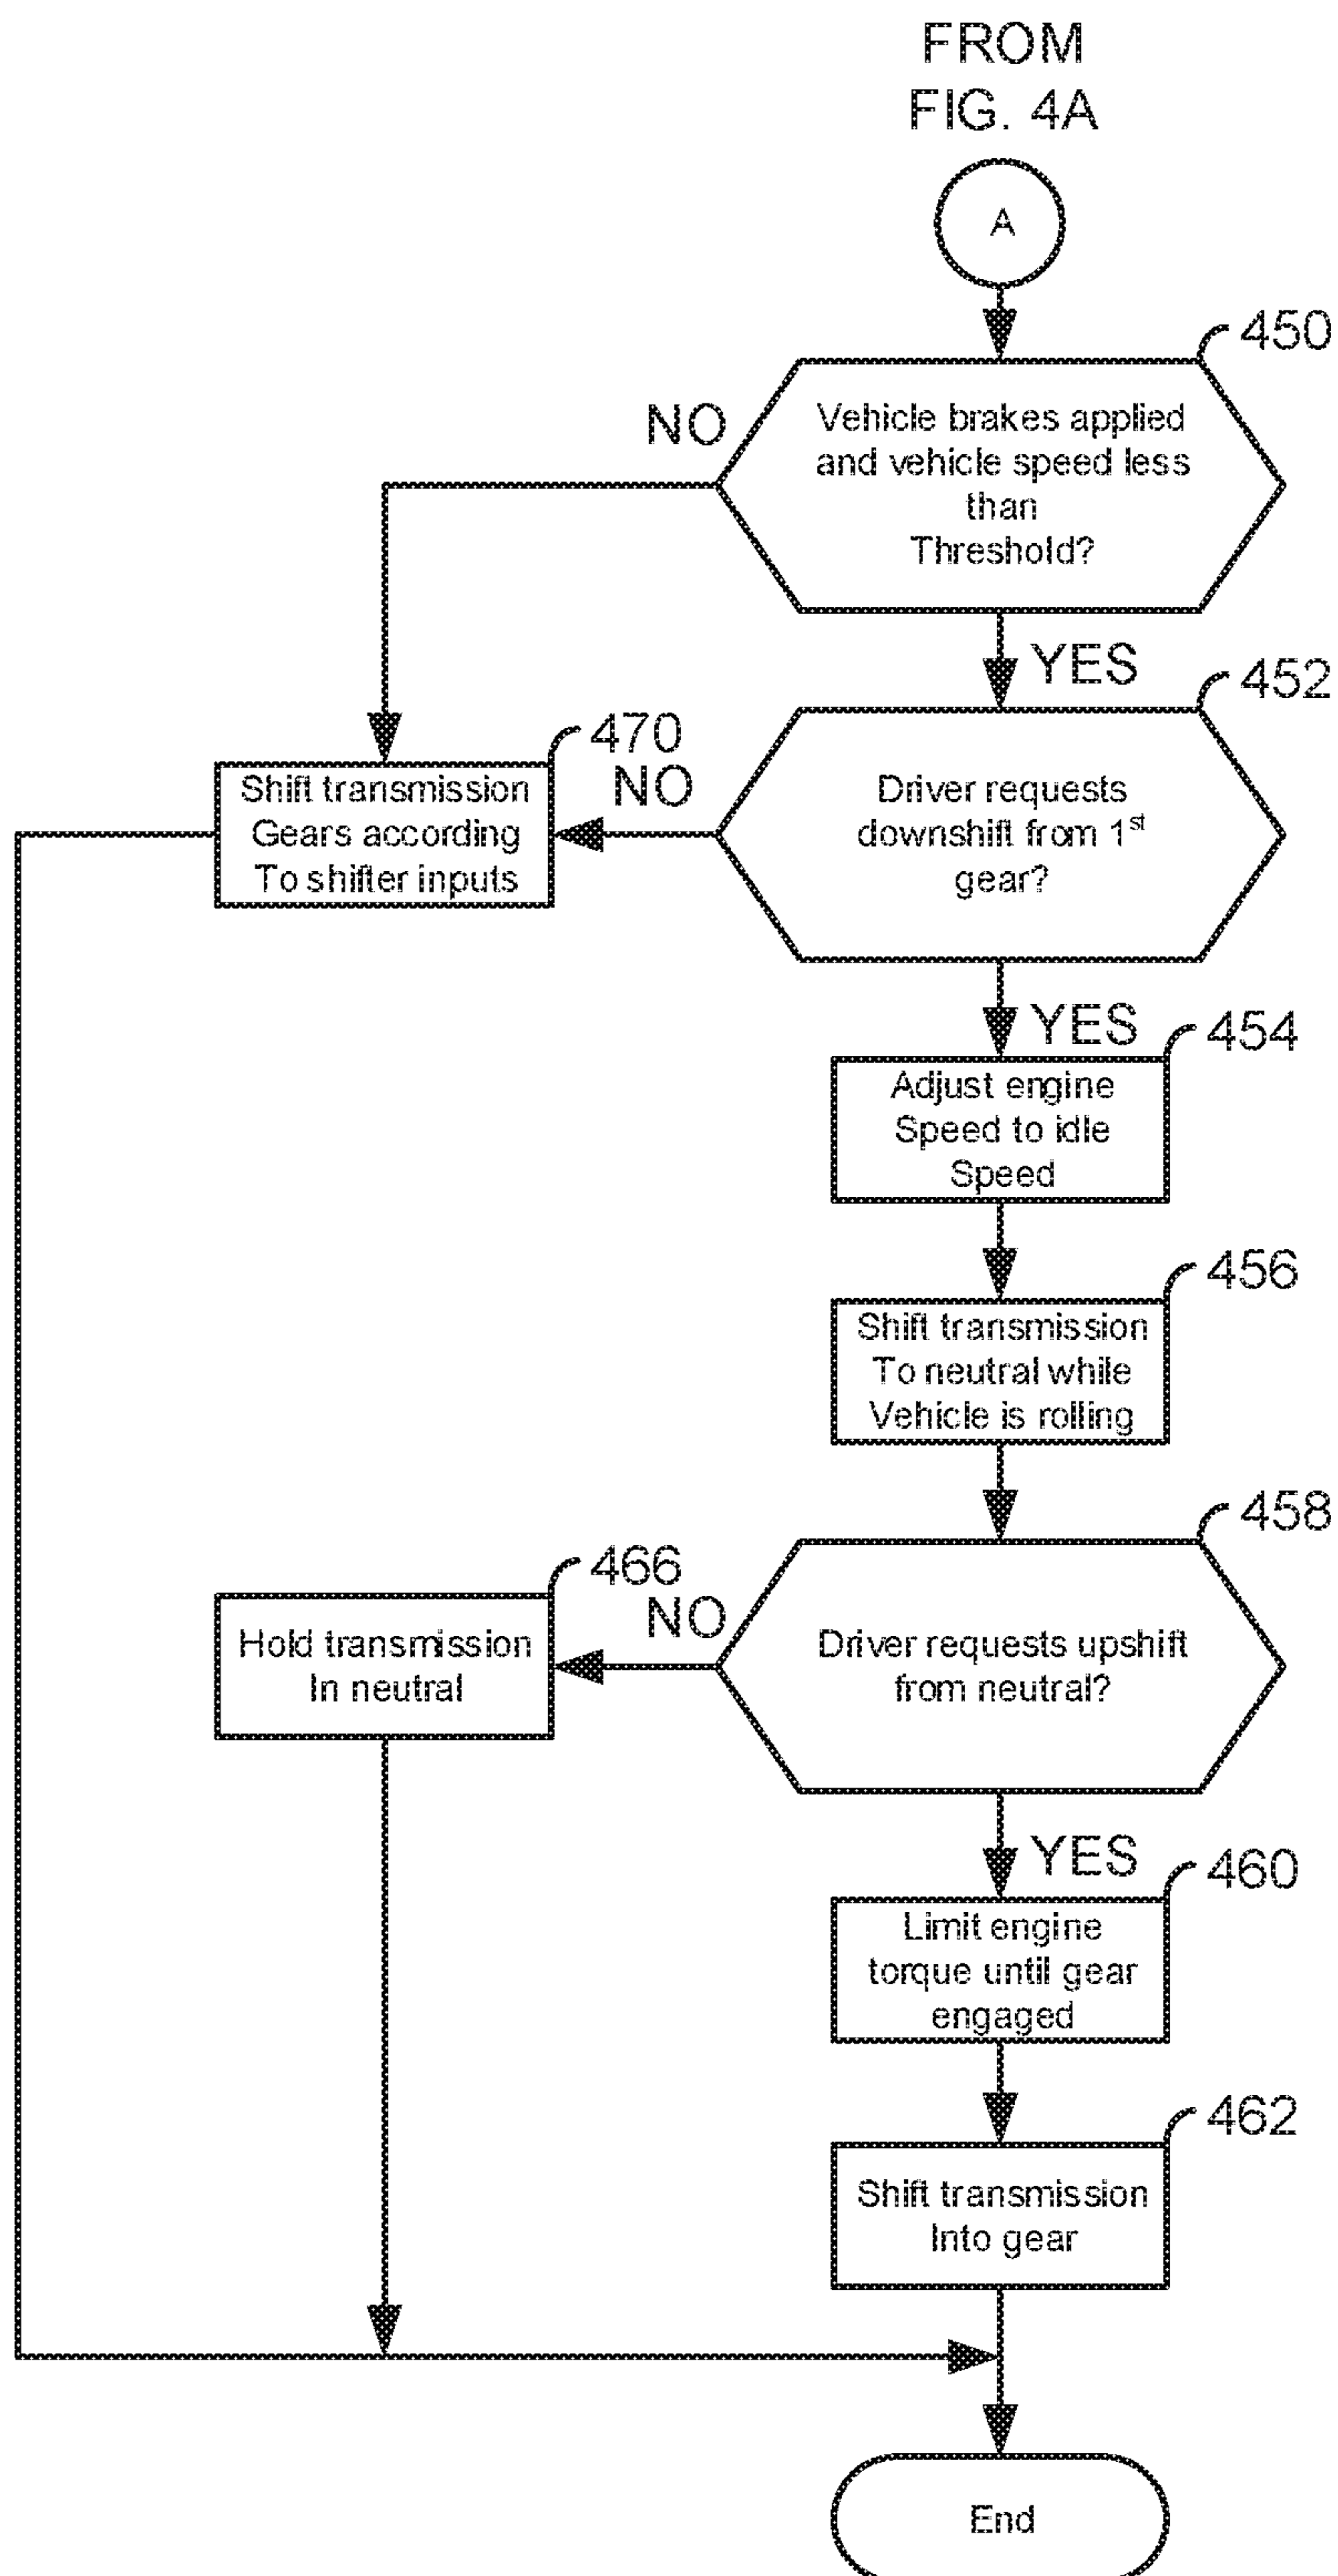 FROM
FIG. 4A
A
450
NO
Vehicle brakes applied
and vehicle speed less
than
Threshold?
YES
452
470
NO
Shift transmission
Gears according
To shifter inputs
Driver requests
downshift from 1st
gear?
YES
454
Adjust engine
Speed to idle
Speed
456
Shift transmission
To neutral while
Vehicle is rolling
458
466
NO
Hold transmission
In neutral
Driver requests upshift
from neutral?
YES
460
Limit engine
torque until gear
engaged
462
Shift transmission
Into gear
End